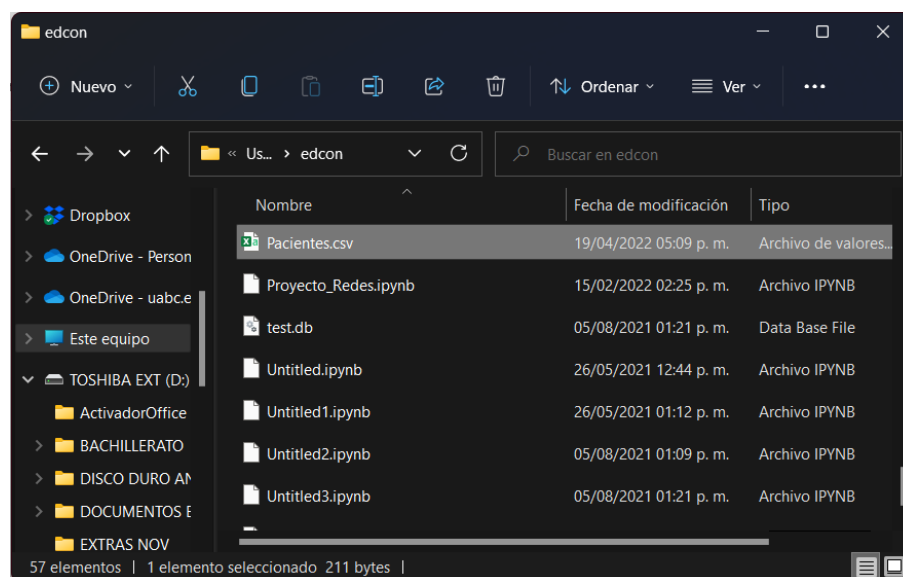 edcon
Nuevo
Ordenar
Ver
« Us... > edcon
Buscar en edcon
Nombre Fecha de modificación Tipo
Dropbox
OneDrive - Person
OneDrive - uabc.e
Este equipo
TOSHIBA EXT (D:)
ActivadorOffice
BACHILLERATO
DISCO DURO AN
DOCUMENTOS E
EXTRAS NOV
Pacientes.csv 19/04/2022 05:09 p. m. Archivo de valores...
Proyecto_Redes.ipynb 15/02/2022 02:25 p. m. Archivo IPYNB
test.db 05/08/2021 01:21 p. m. Data Base File
Untitled.ipynb 26/05/2021 12:44 p. m. Archivo IPYNB
Untitled1.ipynb 26/05/2021 01:12 p. m. Archivo IPYNB
Untitled2.ipynb 05/08/2021 01:09 p. m. Archivo IPYNB
Untitled3.ipynb 05/08/2021 01:21 p. m. Archivo IPYNB
57 elementos | 1 elemento seleccionado 211 bytes |